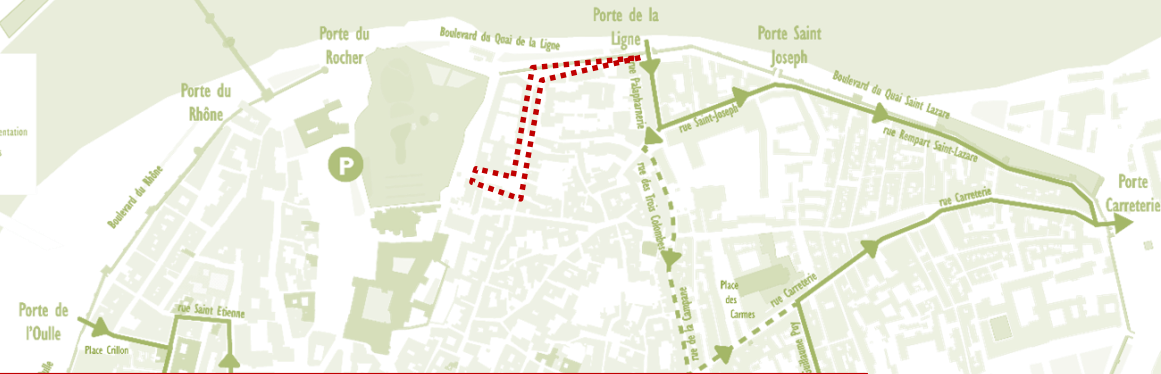 Porte de la
Ligne
Porte du
Rocher
Boulevard du Quai de la Ligne
Porte Saint
Joseph
Porte du
Rhône
Boulevard du Quai Saint Lazare
rue Palapharnerie
rue Saint-Joseph
entation
rue Rempart Saint-Lazare
P
Boulevard du Rhône
rue des Trois Colombes
Porte
Carreterie
rue Carreterie
Place
des
Carmes
rue Carreterie
Porte de
l'Oulle
rue Saint Etienne
Place Crillon